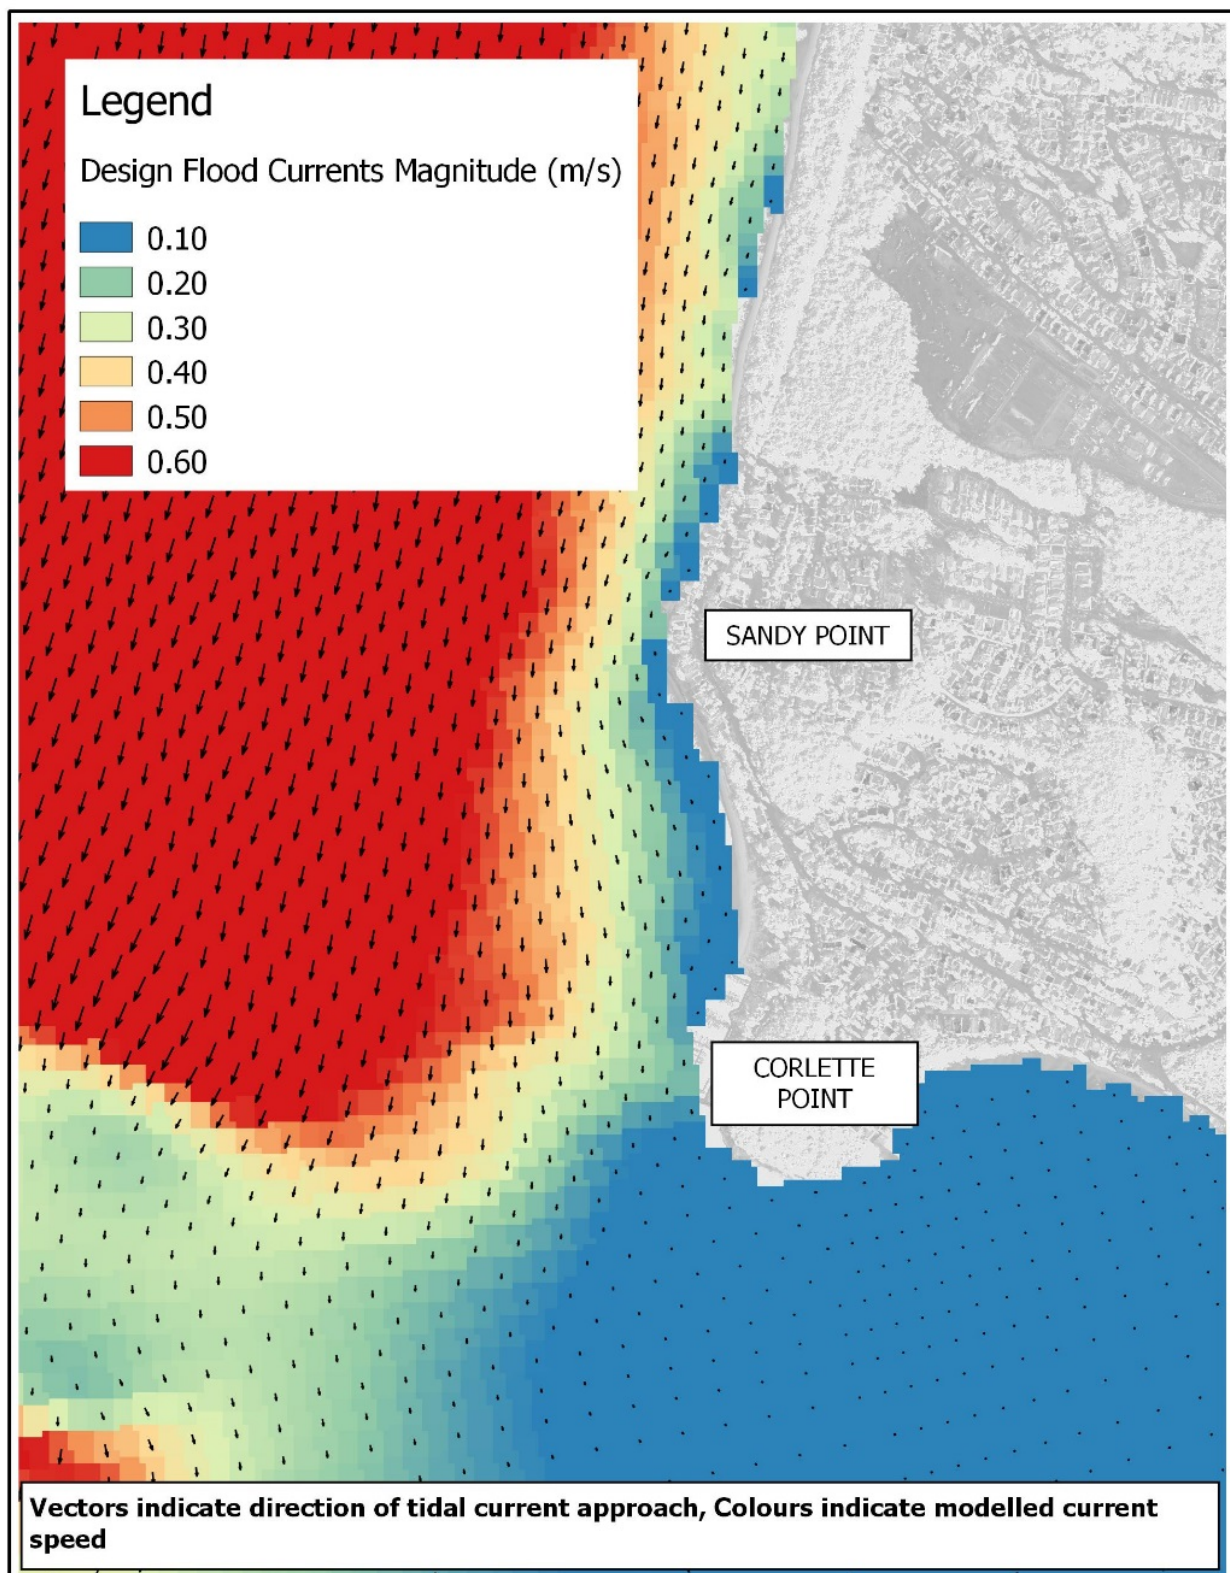 Legend
Design Flood Currents Magnitude (m/s)
0.10
0.20
0.30
0.40
0.50
0.60
SANDY POINT
CORLETTE
POINT
Vectors indicate direction of tidal current approach, Colours indicate modelled current
speed